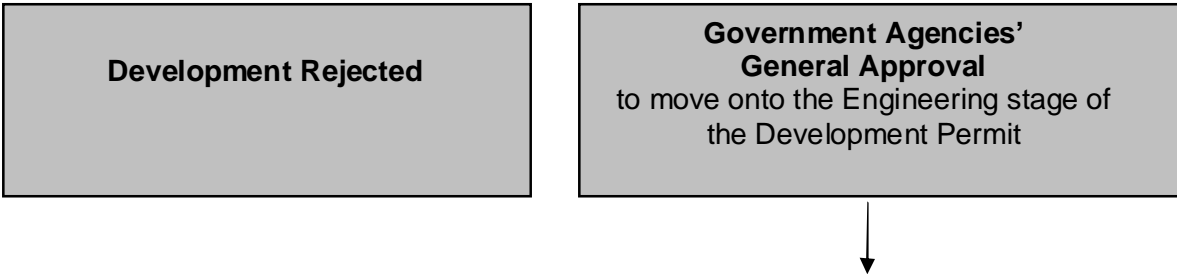 Development Rejected
Government Agencies’
General Approval
to move onto the Engineering stage of
the Development Permit